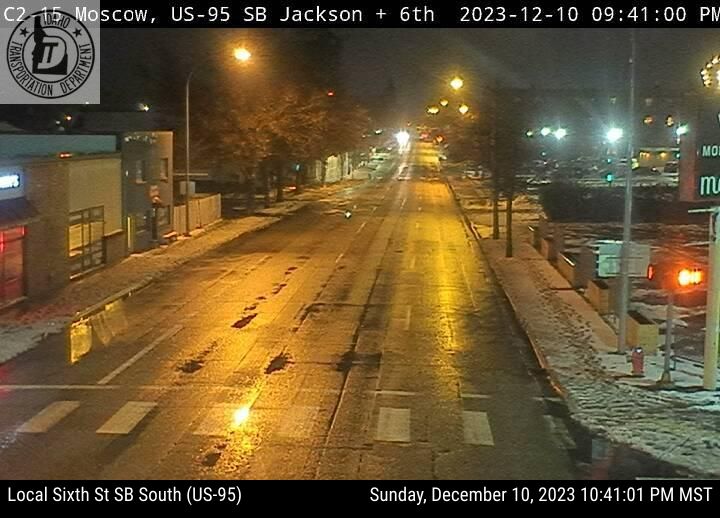 C2-15 Moscow, US-95 SB Jackson + 6th 2023-12-10 09:41:00 PM
IDAHO
TRANSPORTATION DEPARTMENT
Local Sixth St SB South (US-95)
Sunday, December 10, 2023 10:41:01 PM MST